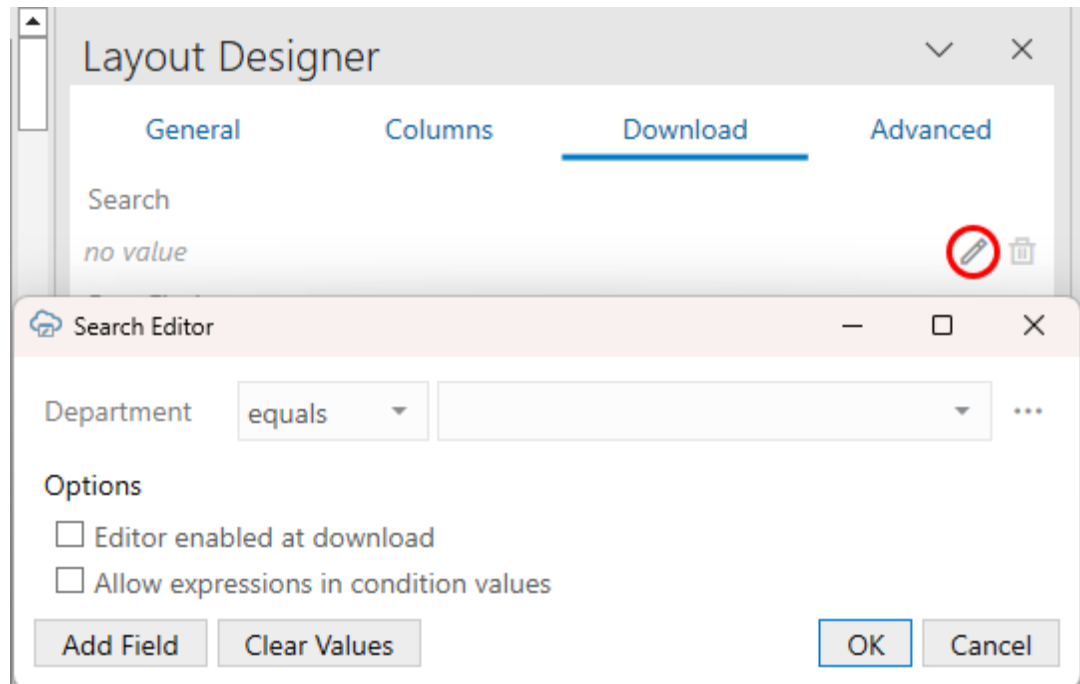 Layout Designer
General Columns Download Advanced
Search
no value
Search Editor
Department equals
Options
Editor enabled at download
Allow expressions in condition values
Add Field Clear Values OK Cancel